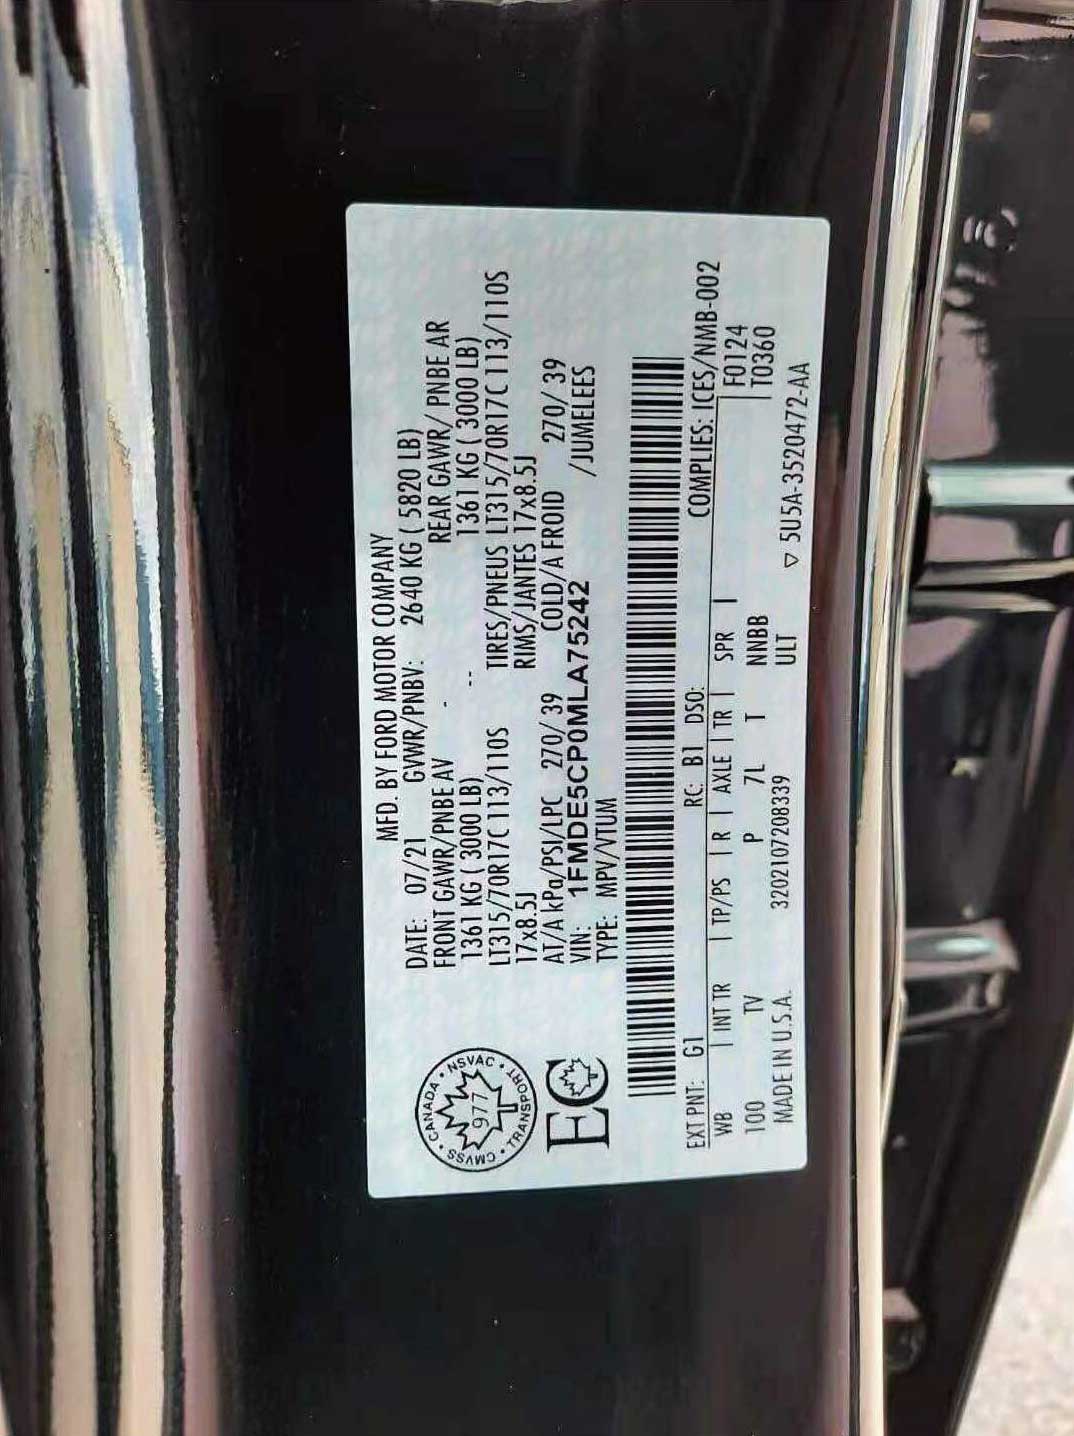 MFD. BY FORD MOTOR COMPANY
DATE: 07/21 GVWR/PNBV: 2640 KG ( 5820 LB)
FRONT GAWR/PNBE AV - REAR GAWR/ PNBE AR
1361 KG ( 3000 LB) -- 1361 KG ( 3000 LB)
LT315/70R17C 113/110S TIRES/PNEUS LT315/70R17C 113/110S
17x8.5J RIMS/JANTES 17x8.5J
AT/A kPa/PSI/LPC 270/ 39 COLD/A FROID 270/ 39
VIN: 1FMDE5CP0MLA75242 /JUMELEES
TYPE: MPV/VTUM
CANADA • NSVAC • TRANSPORT • CMVSS •
977
EC
EXT PNT: G1 RC: B1 DSO: COMPLIES: ICES/NMB-002
WB | INT TR | TP/PS | R | AXLE | TR | SPR | F0124
100 TV P 7L T NNBB T0360
MADE IN U.S.A. 3202107208339 ULT ▽ 5U5A-3520472-AA